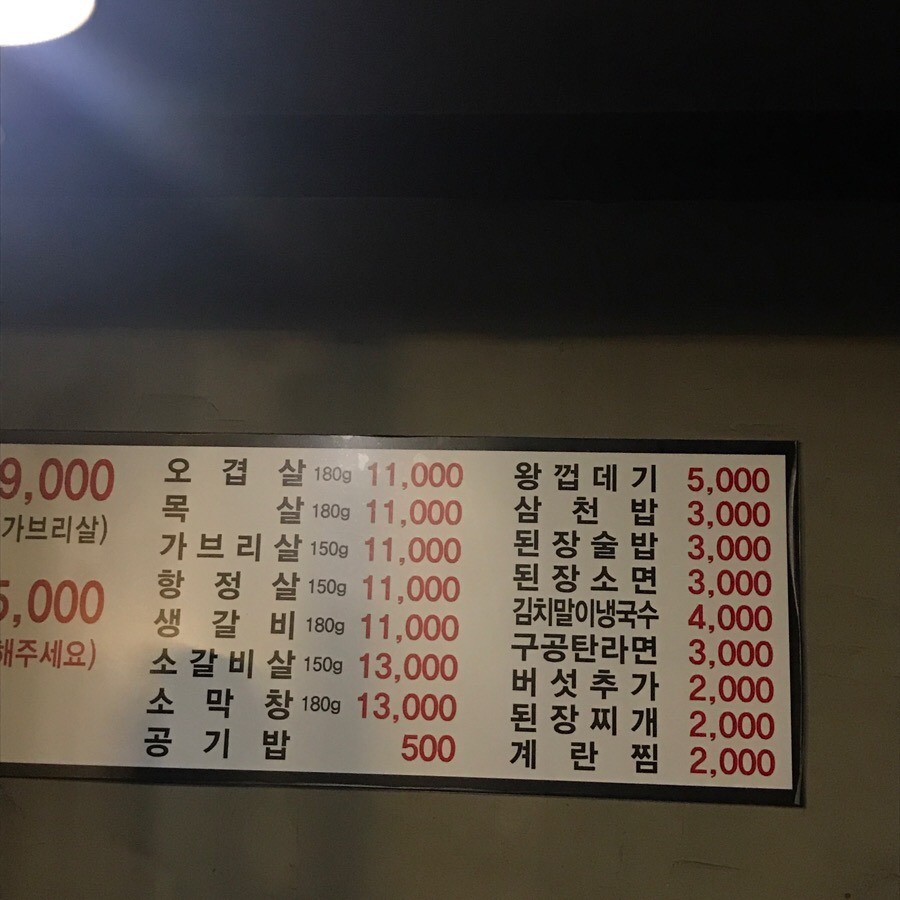 9,000
가브리살)
5,000
해주세요)
오겹살 180g 11,000
목살 180g 11,000
가브리살 150g 11,000
항정살 150g 11,000
생갈비 180g 11,000
소갈비살 150g 13,000
소막창 180g 13,000
공기밥 500
왕껍데기 5,000
삼천밥 3,000
된장술밥 3,000
된장소면 3,000
김치말이냉국수 4,000
구공탄라면 3,000
버섯추가 2,000
된장찌개 2,000
계란찜 2,000